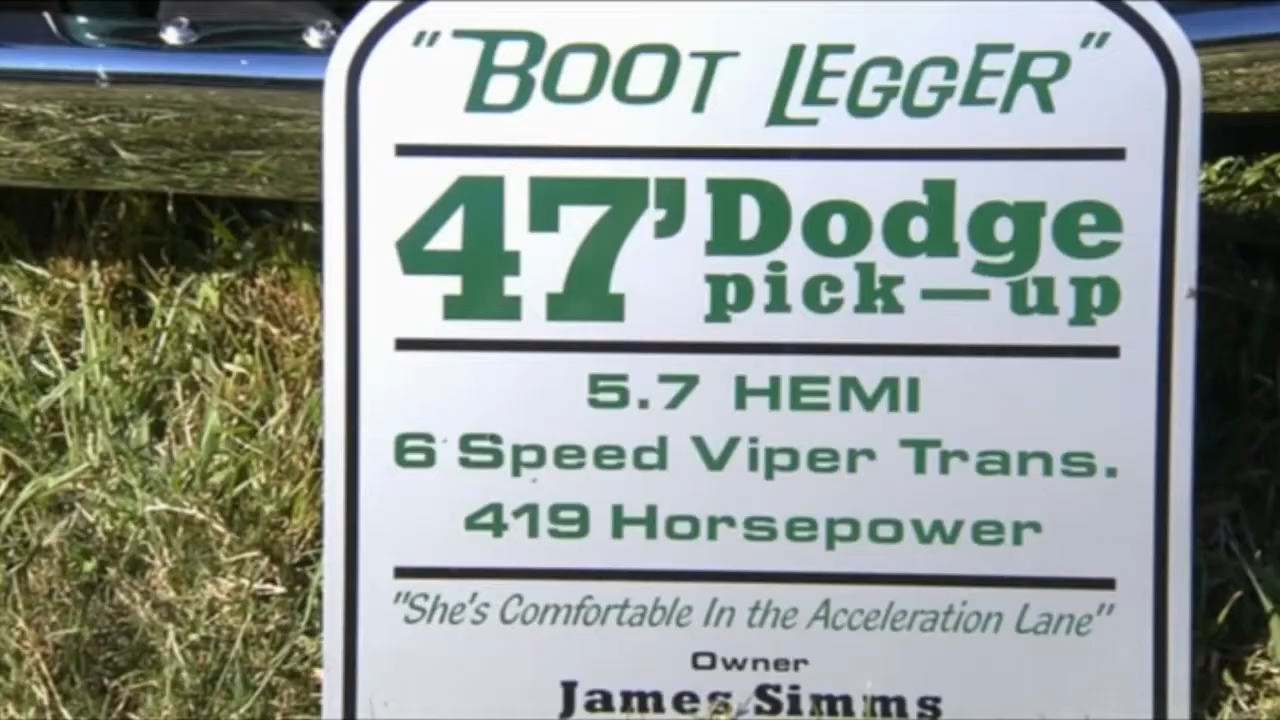 "BOOT LEGGER"
47' Dodge
pick-up
5.7 HEMI
6 Speed Viper Trans.
419 Horsepower
"She's Comfortable In the Acceleration Lane"
Owner
James Simms